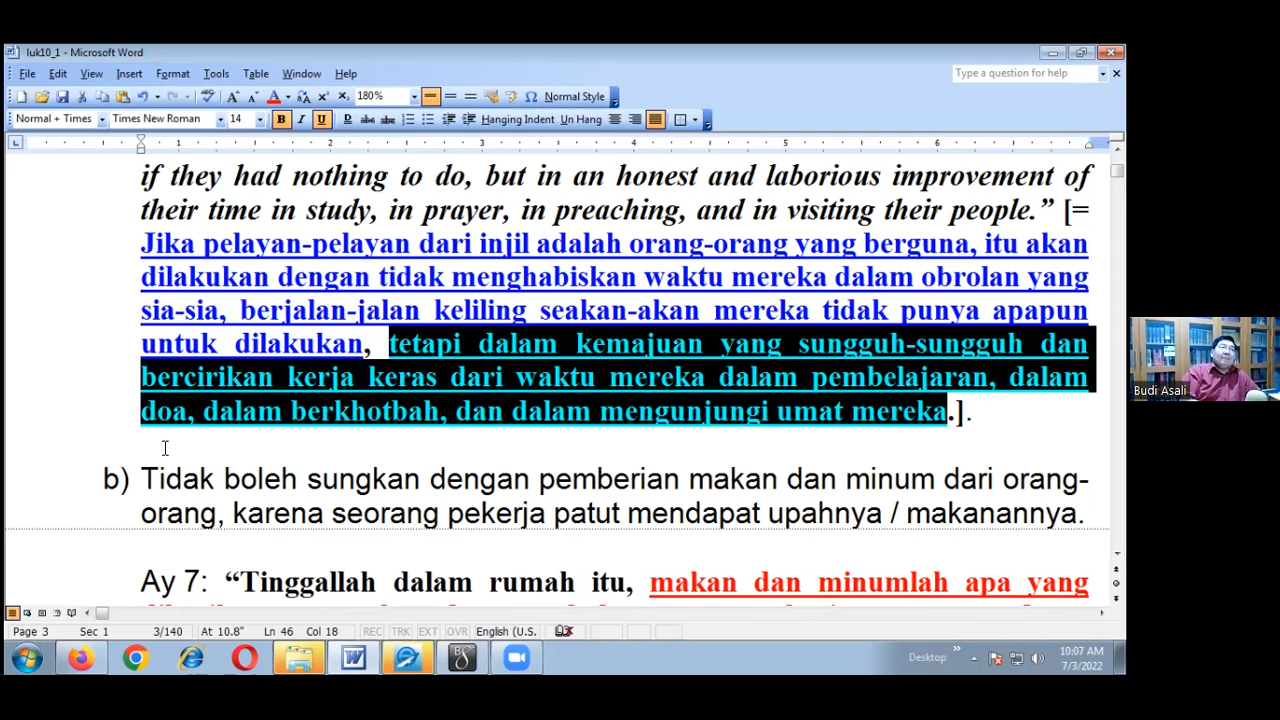 luk10_1 - Microsoft Word
File Edit View Insert Format Tools Table Window Help
Type a question for help
180% Normal Style
Normal + Times Times New Roman 14 B I U Hanging Indent Un Hang
1 2 3 4 5 6
if they had nothing to do, but in an honest and laborious improvement of
their time in study, in prayer, in preaching, and in visiting their people.” [=
Jika pelayan-pelayan dari injil adalah orang-orang yang berguna, itu akan
dilakukan dengan tidak menghabiskan waktu mereka dalam obrolan yang
sia-sia, berjalan-jalan keliling seakan-akan mereka tidak punya apapun
untuk dilakukan, tetapi dalam kemajuan yang sungguh-sungguh dan
bercirikan kerja keras dari waktu mereka dalam pembelajaran, dalam
doa, dalam berkhotbah, dan dalam mengunjungi umat mereka.].
b) Tidak boleh sungkan dengan pemberian makan dan minum dari orang-
orang, karena seorang pekerja patut mendapat upahnya / makanannya.
Ay 7: “Tinggallah dalam rumah itu, makan dan minumlah apa yang
Budi Asali
Page 3 Sec 1 3/140 At 10.8" Ln 46 Col 18 REC TRK EXT OVR English (U.S.
Desktop
10:07 AM
7/3/2022